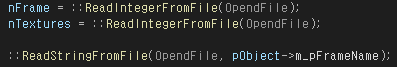 nFrame = ::ReadIntegerFromFile(OpendFile);
nTextures = ::ReadIntegerFromFile(OpendFile);
::ReadStringFromFile(OpendFile, pObject->m_pFrameName);